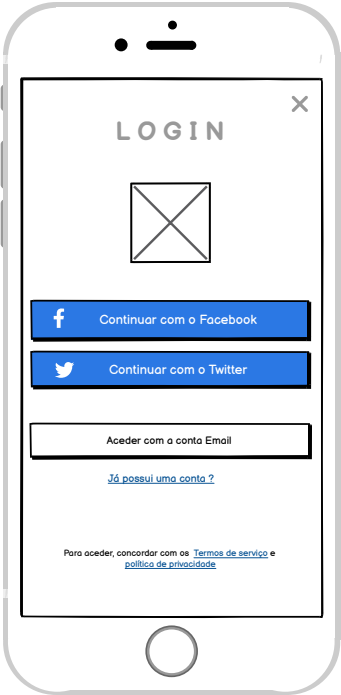 LOGIN
Continuar com o Facebook
Continuar com o Twitter
Aceder com a conta Email
Já possui uma conta ?
Para aceder, concordar com os Termos de serviço e
política de privacidade